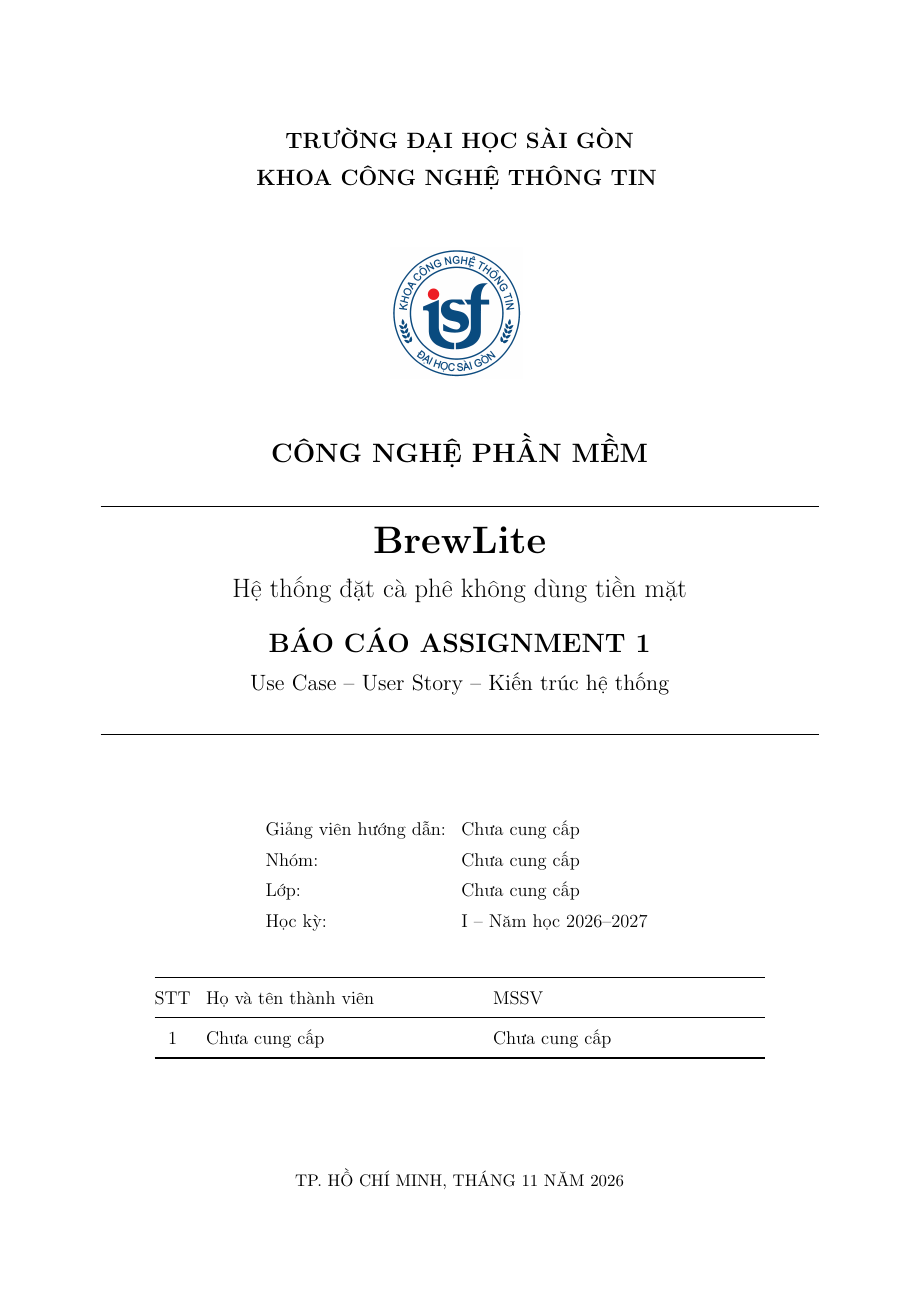 TRƯỜNG ĐẠI HỌC SÀI GÒN
KHOA CÔNG NGHỆ THÔNG TIN
KHOA CÔNG NGHỆ THÔNG TIN
isf
ĐẠI HỌC SÀI GÒN
CÔNG NGHỆ PHẦN MỀM
BrewLite
Hệ thống đặt cà phê không dùng tiền mặt
BÁO CÁO ASSIGNMENT 1
Use Case – User Story – Kiến trúc hệ thống
Giảng viên hướng dẫn: Chưa cung cấp
Nhóm: Chưa cung cấp
Lớp: Chưa cung cấp
Học kỳ: I – Năm học 2026–2027
STT Họ và tên thành viên MSSV
1 Chưa cung cấp Chưa cung cấp
TP. HỒ CHÍ MINH, THÁNG 11 NĂM 2026